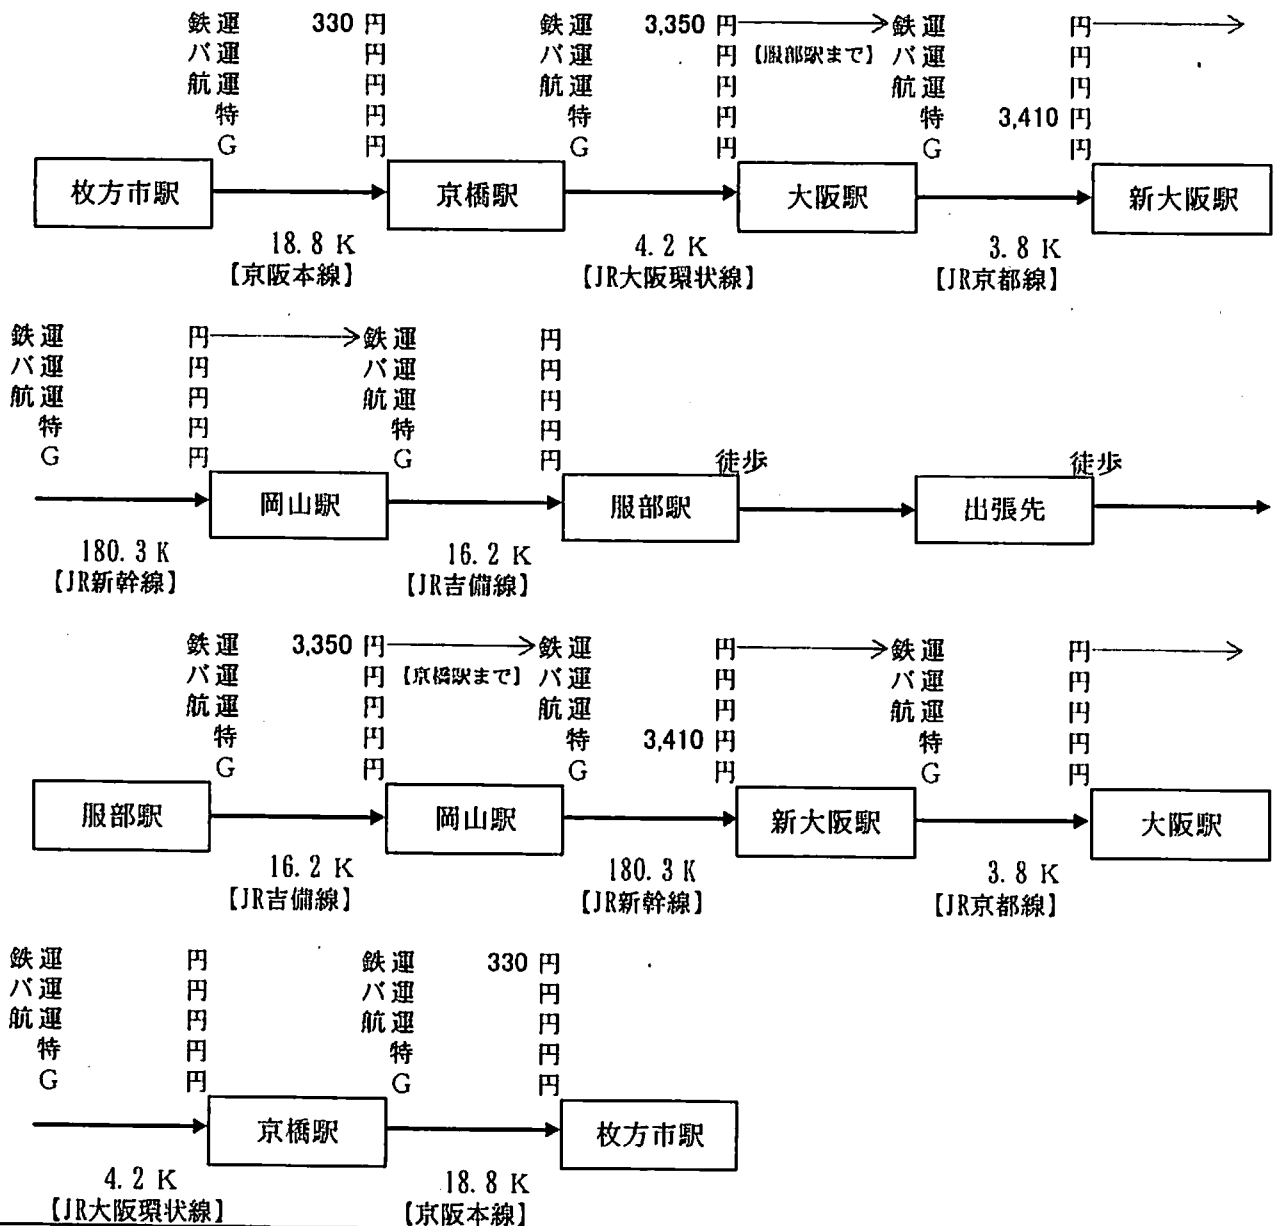 鉄運 330 円 鉄運 3,350 円 鉄運 円
バ運 円 バ運 円 【服部駅まで】 バ運 円
航運 円 航運 円 航運 円
特 円 特 円 特 3,410 円
G 円 G 円 G 円
枚方市駅 京橋駅 大阪駅 新大阪駅
18.8 K 4.2 K 3.8 K
【京阪本線】 【JR大阪環状線】 【JR京都線】
鉄運 円 鉄運 円
バ運 円 バ運 円
航運 円 航運 円
特 円 特 円
G 円 G 円 徒歩 徒歩
岡山駅 服部駅 出張先
180.3 K 16.2 K
【JR新幹線】 【JR吉備線】
鉄運 3,350 円 鉄運 円 鉄運 円
バ運 円 【京橋駅まで】 バ運 円 バ運 円
航運 円 航運 円 航運 円
特 円 特 3,410 円 特 円
G 円 G 円 G 円
服部駅 岡山駅 新大阪駅 大阪駅
16.2 K 180.3 K 3.8 K
【JR吉備線】 【JR新幹線】 【JR京都線】
鉄運 円 鉄運 330 円
バ運 円 バ運 円
航運 円 航運 円
特 円 特 円
G 円 G 円
京橋駅 枚方市駅
4.2 K 18.8 K
【JR大阪環状線】 【京阪本線】